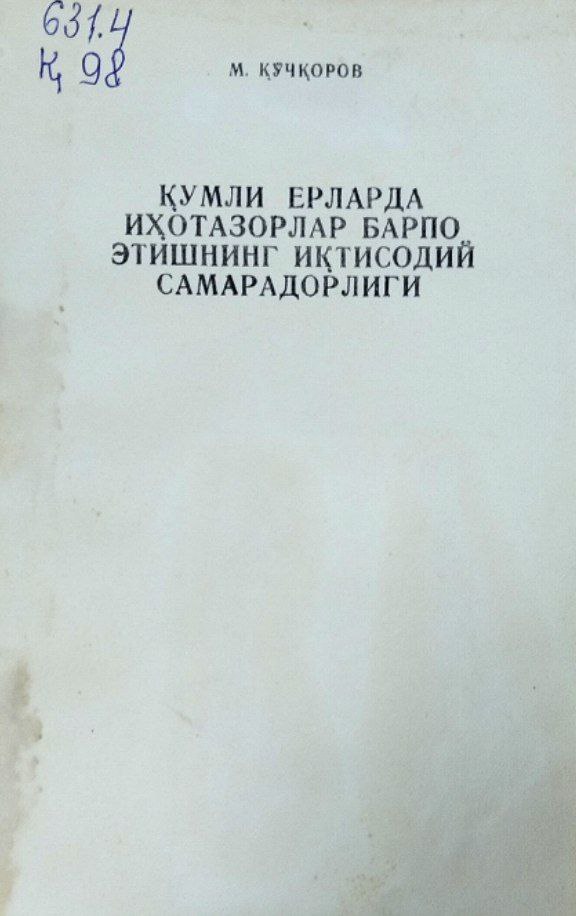 631.4
Қ 98
М. ҚЎЧҚОРОВ
ҚУМЛИ ЕРЛАРДА
ИҲОТАЗОРЛАР БАРПО
ЭТИШНИНГ ИҚТИСОДИЙ
САМАРАДОРЛИГИ